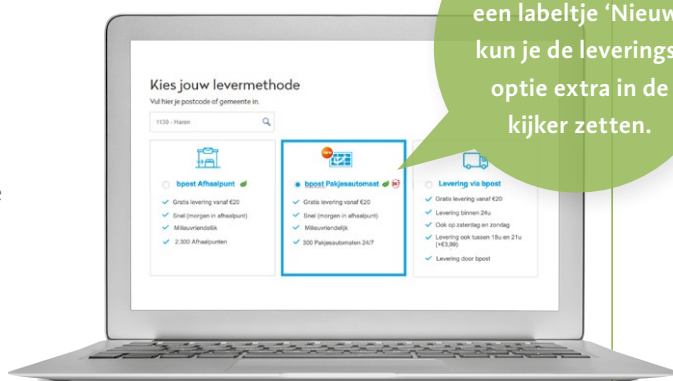 een labeltje ‘Nieuw
kun je de leverings
optie extra in de
kijker zetten.
Kies jouw levermethode
Vul hier je postcode of gemeente in.
1130 - Haren
bpost Afhaalpunt
Gratis levering vanaf €20
Snel (morgen in afhaalpunt)
Milieuvriendelijk
2.300 Afhaalpunten
bpost Pakjesautomaat
Gratis levering vanaf €20
Snel (morgen in afhaalpunt)
Milieuvriendelijk
300 Pakjesautomaten 24/7
Levering via bpost
Gratis levering vanaf €20
Levering binnen 24u
Ook op zaterdag en zondag
Levering ook tussen 18u en 21u
(+€3,99)
Levering door bpost